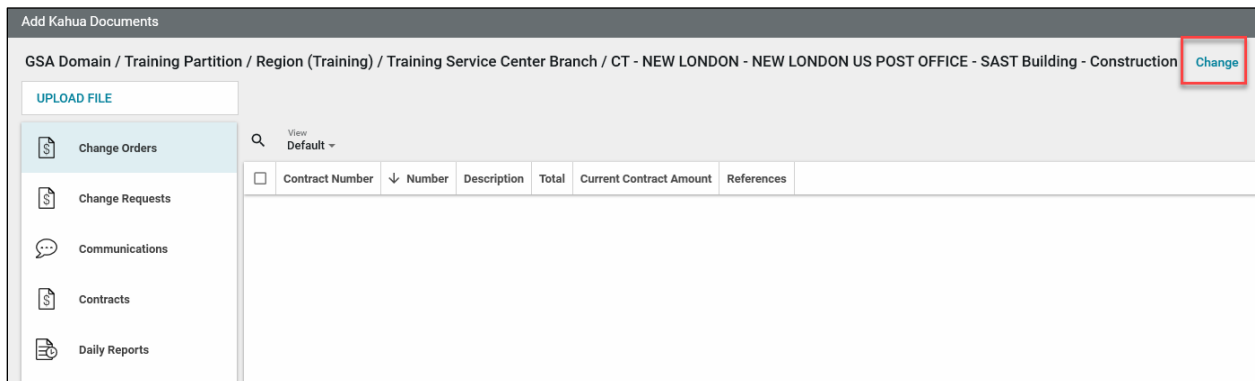 Add Kahua Documents
GSA Domain / Training Partition / Region (Training) / Training Service Center Branch / CT - NEW LONDON - NEW LONDON US POST OFFICE - SAST Building - Construction Change
UPLOAD FILE
View
Default
Change Orders
Contract Number Number Description Total Current Contract Amount References
Change Requests
Communications
Contracts
Daily Reports